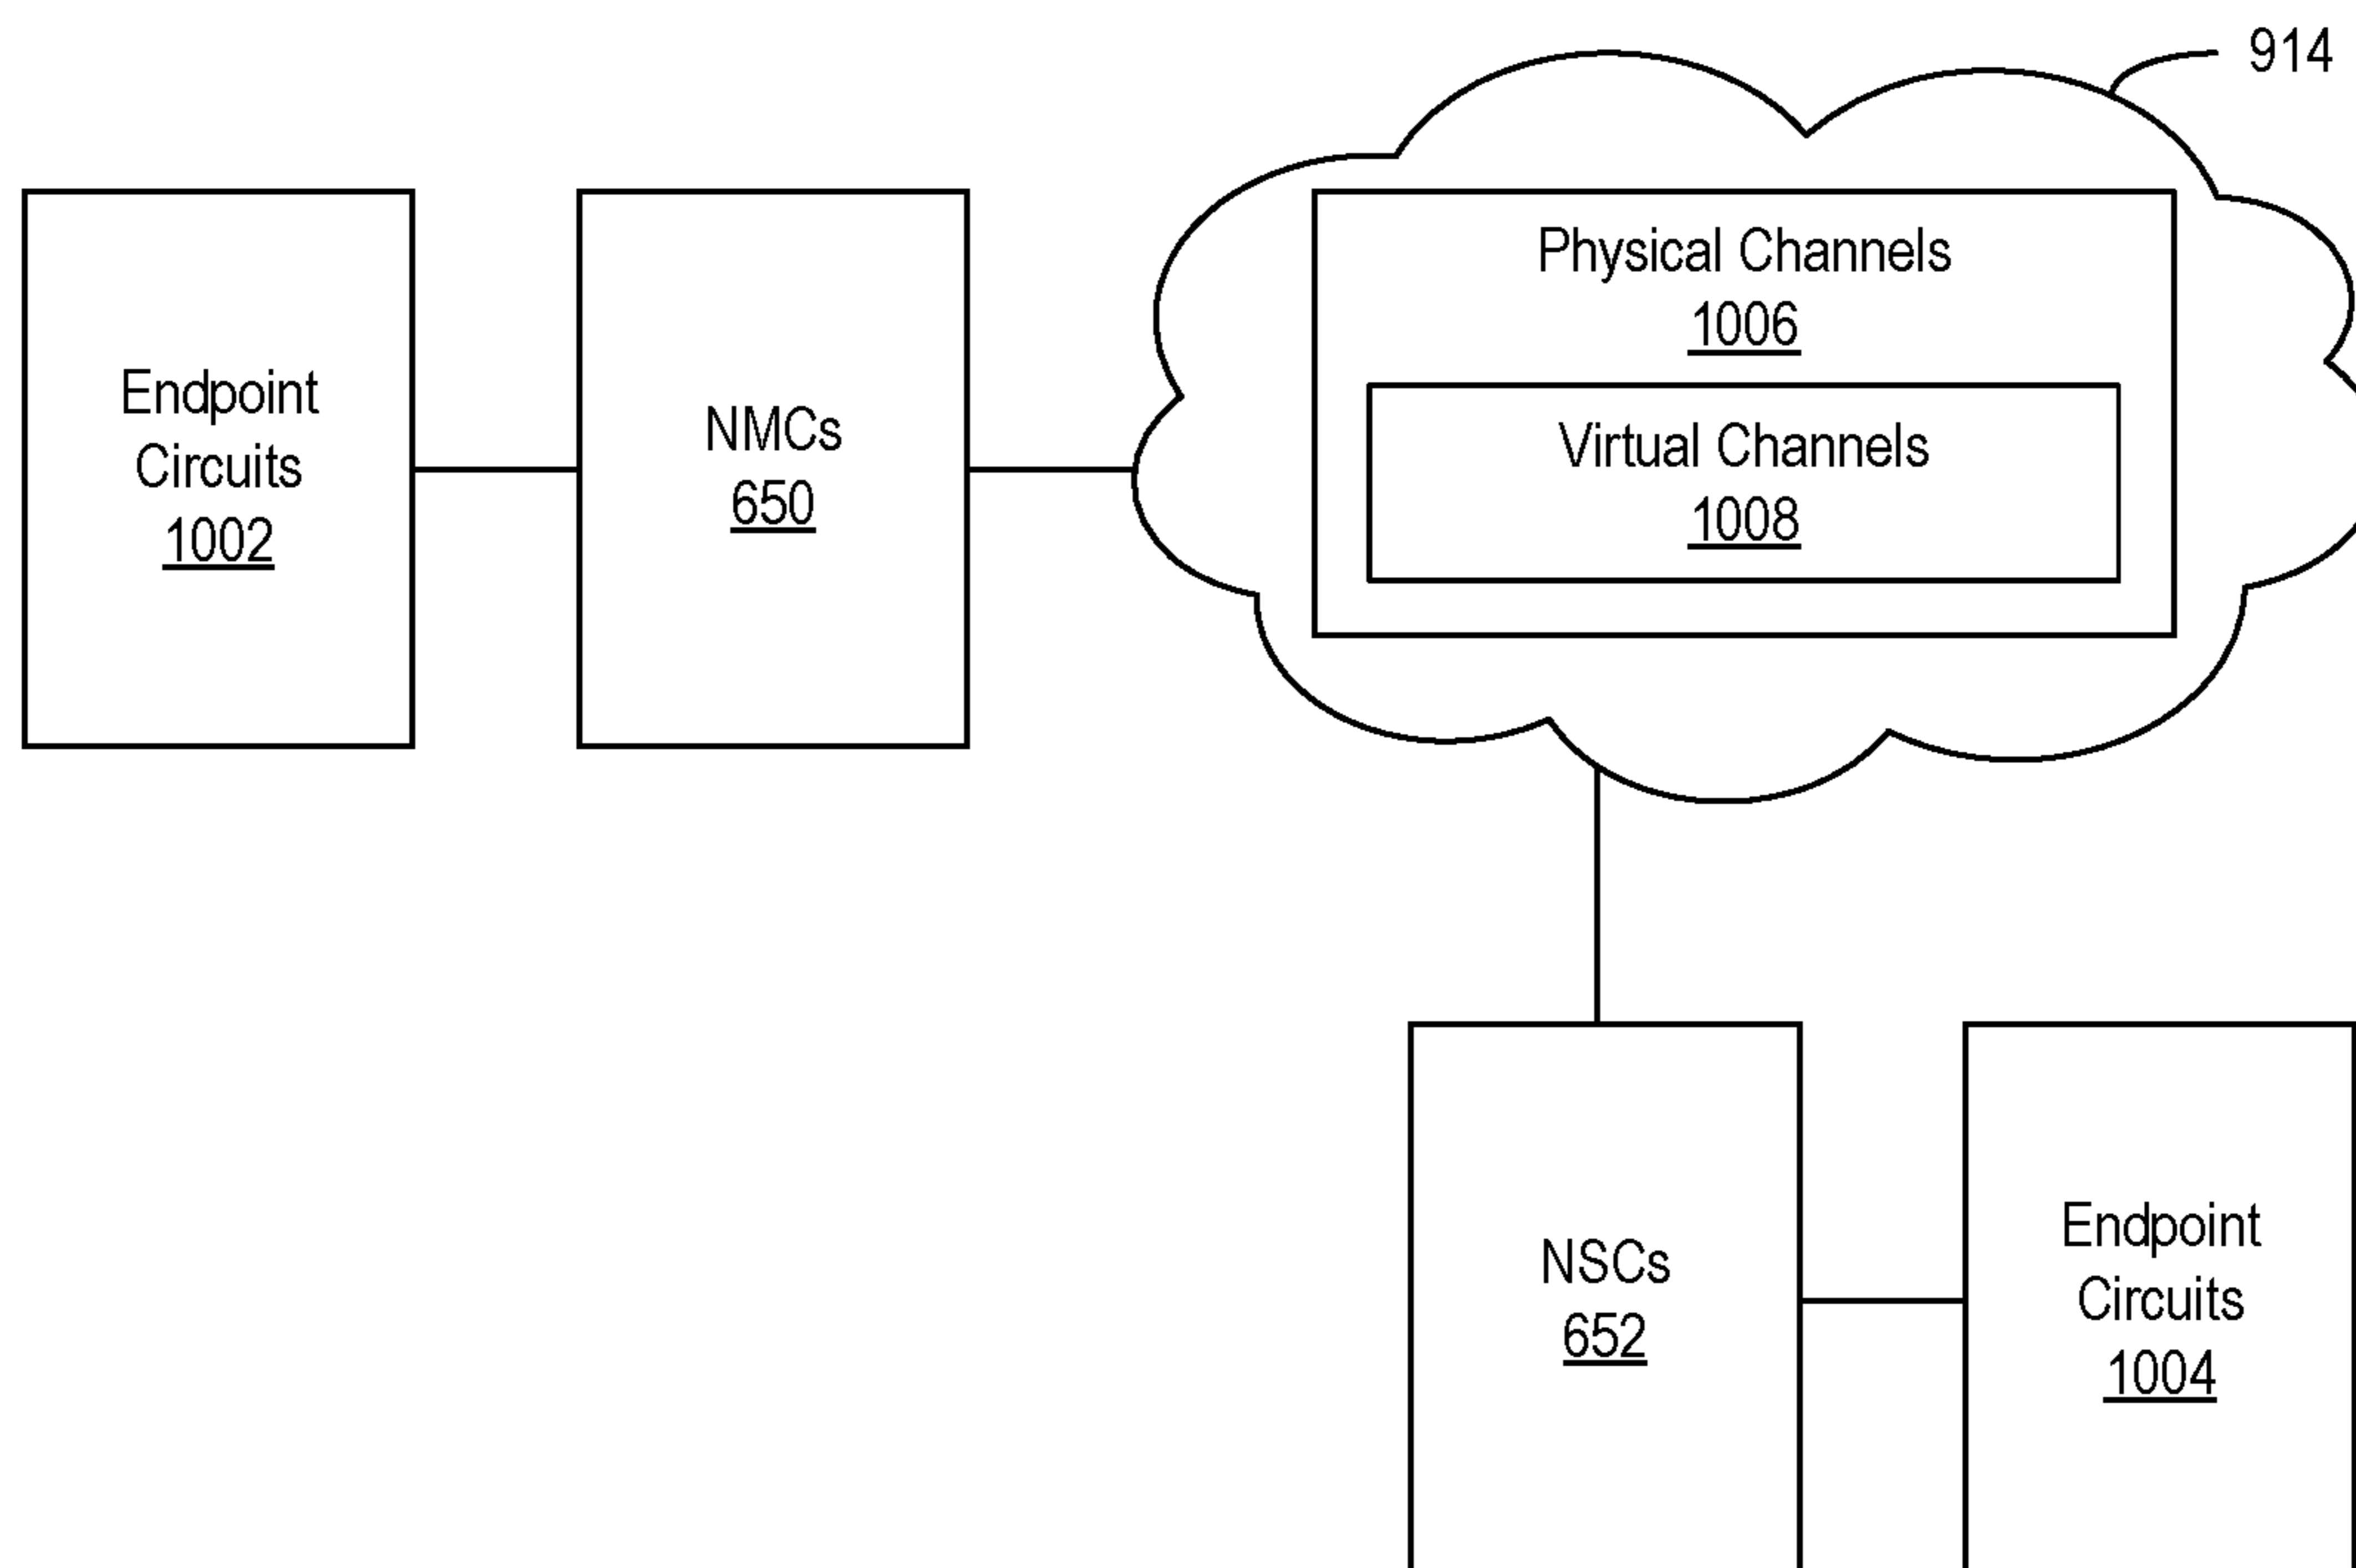 914
Endpoint
Circuits
1002
NMCs
650
Physical Channels
1006
Virtual Channels
1008
NSCs
652
Endpoint
Circuits
1004